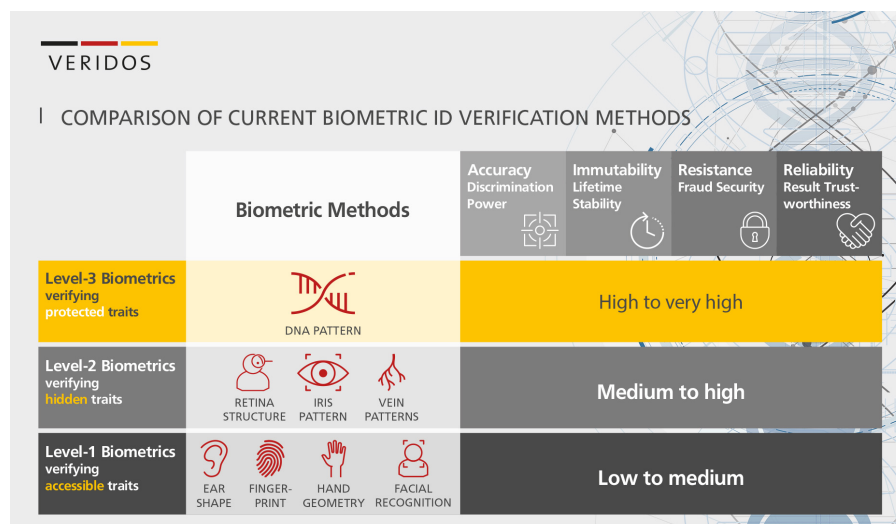 VERIDOS
COMPARISON OF CURRENT BIOMETRIC ID VERIFICATION METHODS
Biometric Methods
Accuracy
Discrimination
Power
Immutability
Lifetime
Stability
Resistance
Fraud Security
Reliability
Result Trust-
worthiness
Level-3 Biometrics
verifying
protected traits
DNA PATTERN
High to very high
Level-2 Biometrics
verifying
hidden traits
RETINA
STRUCTURE
IRIS
PATTERN
VEIN
PATTERNS
Medium to high
Level-1 Biometrics
verifying
accessible traits
EAR
SHAPE
FINGER-
PRINT
HAND
GEOMETRY
FACIAL
RECOGNITION
Low to medium